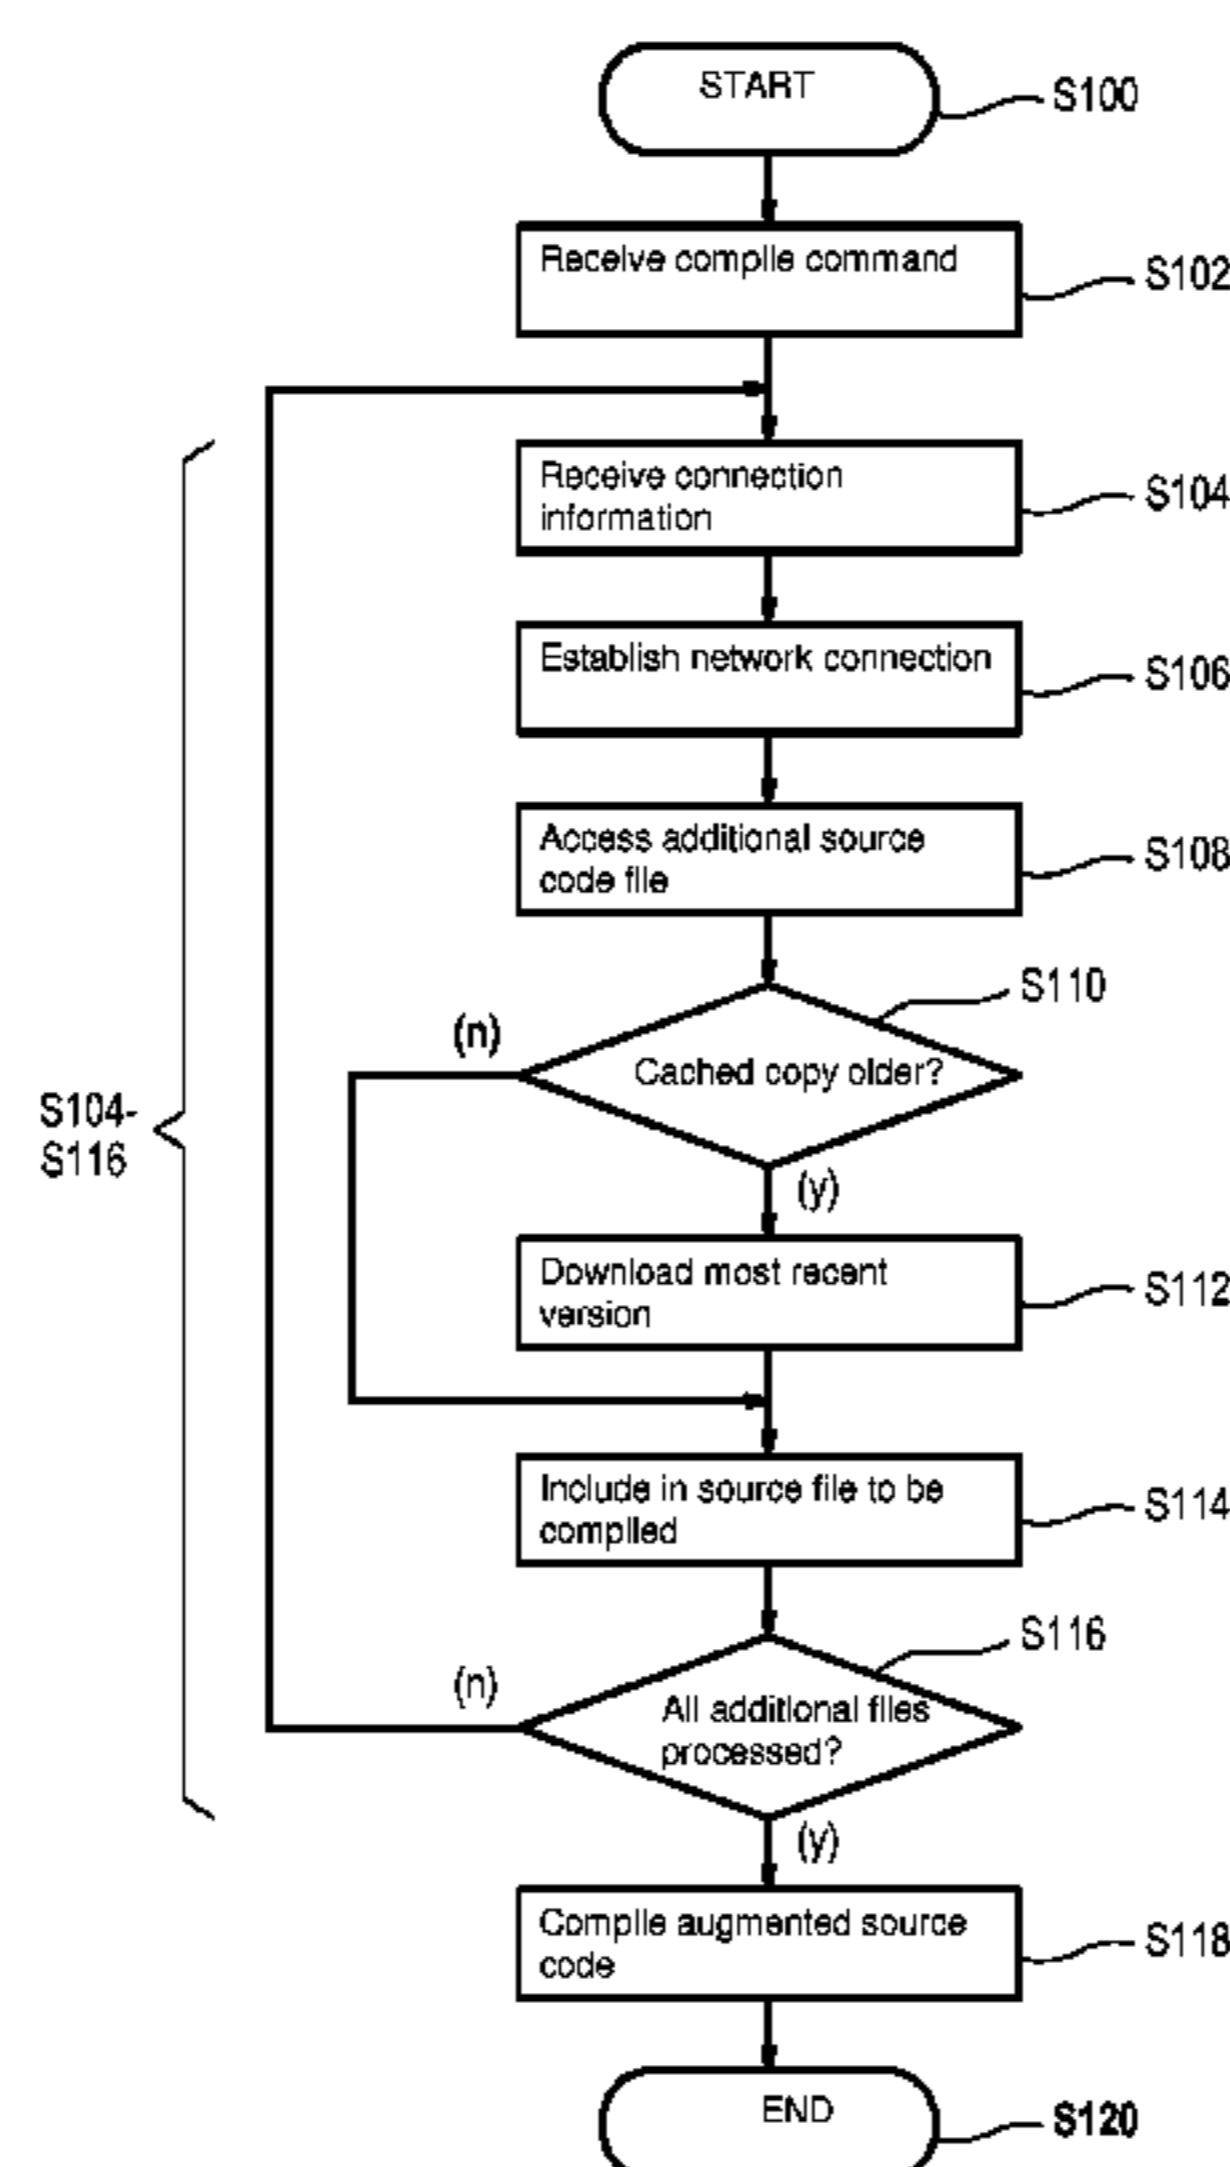 START
S100
Receive compile command
S102
Receive connection
information
S104
Establish network connection
S106
Access additional source
code file
S108
S110
(n)
Cached copy older?
S104-
S116
(y)
Download most recent
version
S112
Include in source file to be
compiled
S114
S116
(n)
All additional files
processed?
(y)
Compile augmented source
code
S118
END
S120